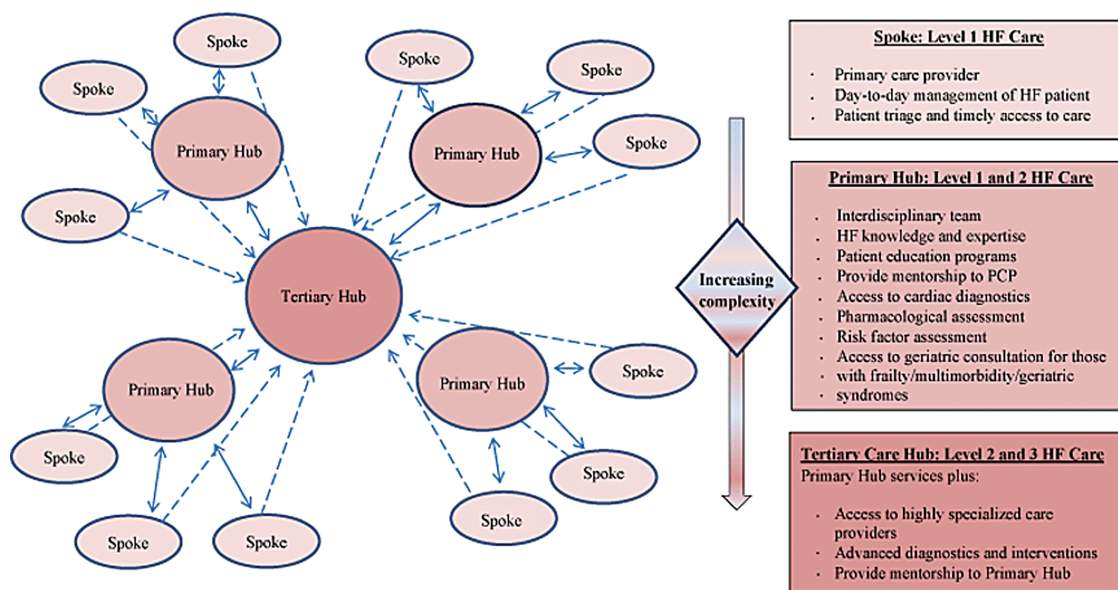 Spoke
Spoke
Spoke
Spoke
Primary Hub
Spoke
Spoke
Spoke
Primary Hub
Tertiary Hub
Primary Hub
Spoke
Spoke
Spoke
Primary Hub
Spoke
Spoke
Spoke
Increasing
complexity
Spoke: Level 1 HF Care
· Primary care provider
· Day-to-day management of HF patient
· Patient triage and timely access to care
Primary Hub: Level 1 and 2 HF Care
· Interdisciplinary team
· HF knowledge and expertise
· Patient education programs
· Provide mentorship to PCP
· Access to cardiac diagnostics
· Pharmacological assessment
· Risk factor assessment
· Access to geriatric consultation for those
· with frailty/multimorbidity/geriatric
· syndromes
Tertiary Care Hub: Level 2 and 3 HF Care
Primary Hub services plus:
· Access to highly specialized care
providers
· Advanced diagnostics and interventions
· Provide mentorship to Primary Hub